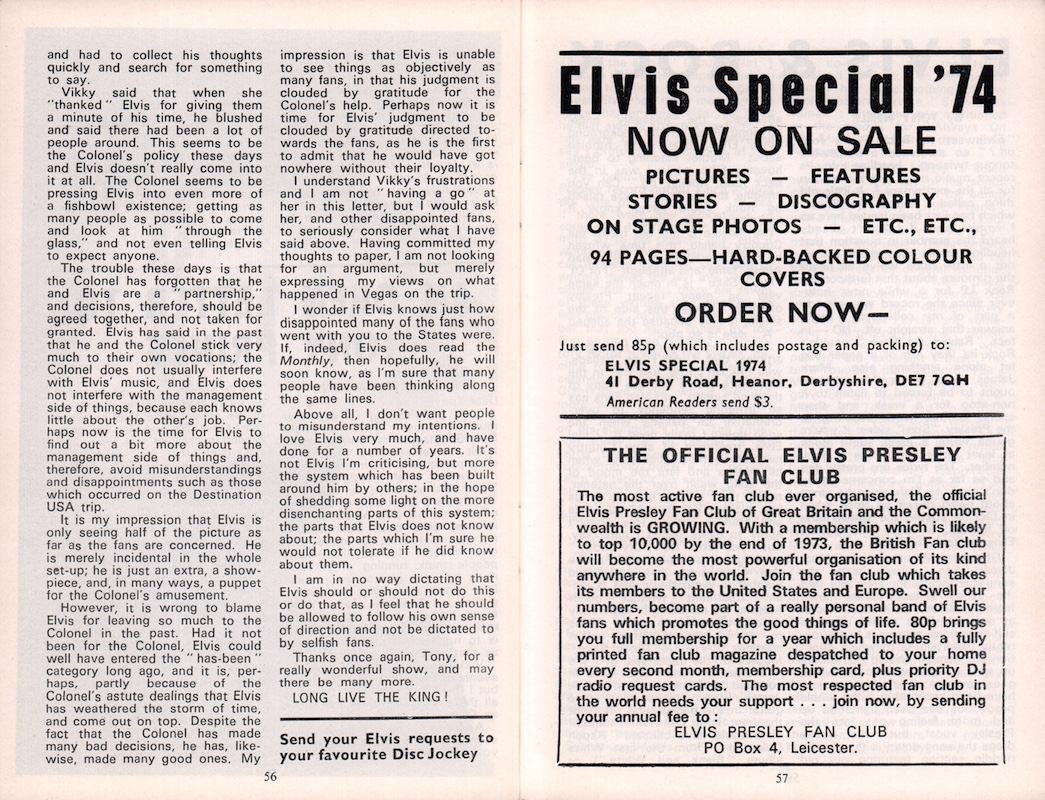 and had to collect his thoughts
quickly and search for something
to say.
Vikky said that when she
"thanked" Elvis for giving them
a minute of his time, he blushed
and said there had been a lot of
people around. This seems to be
the Colonel's policy these days
and Elvis doesn't really come into
it at all. The Colonel seems to be
pressing Elvis into even more of
a fishbowl existence; getting as
many people as possible to come
and look at him "through the
glass," and not even telling Elvis
to expect anyone.
The trouble these days is that
the Colonel has forgotten that he
and Elvis are a "partnership,"
and decisions, therefore, should be
agreed together, and not taken for
granted. Elvis has said in the past
that he and the Colonel stick very
much to their own vocations; the
Colonel does not usually interfere
with Elvis' music, and Elvis does
not interfere with the management
side of things, because each knows
little about the other's job. Per-
haps now is the time for Elvis to
find out a bit more about the
management side of things and,
therefore, avoid misunderstandings
and disappointments such as those
which occurred on the Destination
USA trip.
It is my impression that Elvis is
only seeing half of the picture as
far as the fans are concerned. He
is merely incidental in the whole
set-up; he is just an extra, a show-
piece, and, in many ways, a puppet
for the Colonel's amusement.
However, it is wrong to blame
Elvis for leaving so much to the
Colonel in the past. Had it not
been for the Colonel, Elvis could
well have entered the "has-been"
category long ago, and it is, per-
haps, partly because of the
Colonel's astute dealings that Elvis
has weathered the storm of time,
and come out on top. Despite the
fact that the Colonel has made
many bad decisions, he has, like-
wise, made many good ones. My
impression is that Elvis is unable
to see things as objectively as
many fans, in that his judgment is
clouded by gratitude for the
Colonel's help. Perhaps now it is
time for Elvis' judgment to be
clouded by gratitude directed to-
wards the fans, as he is the first
to admit that he would have got
nowhere without their loyalty.
I understand Vikky's frustrations
and I am not "having a go" at
her in this letter, but I would ask
her, and other disappointed fans,
to seriously consider what I have
said above. Having committed my
thoughts to paper, I am not looking
for an argument, but merely
expressing my views on what
happened in Vegas on the trip.
I wonder if Elvis knows just how
disappointed many of the fans who
went with you to the States were.
If, indeed, Elvis does read the
Monthly, then hopefully, he will
soon know, as I'm sure that many
people have been thinking along
the same lines.
Above all, I don't want people
to misunderstand my intentions. I
love Elvis very much, and have
done for a number of years. It's
not Elvis I'm criticising, but more
the system which has been built
around him by others; in the hope
of shedding some light on the more
disenchanting parts of this system;
the parts that Elvis does not know
about; the parts which I'm sure he
would not tolerate if he did know
about them.
I am in no way dictating that
Elvis should or should not do this
or do that, as I feel that he should
be allowed to follow his own sense
of direction and not be dictated to
by selfish fans.
Thanks once again, Tony, for a
really wonderful show, and may
there be many more.
LONG LIVE THE KING!
Send your Elvis requests to
your favourite Disc Jockey
56
Elvis Special '74
NOW ON SALE
PICTURES — FEATURES
STORIES — DISCOGRAPHY
ON STAGE PHOTOS — ETC., ETC.,
94 PAGES—HARD-BACKED COLOUR
COVERS
ORDER NOW—
Just send 85p (which includes postage and packing) to:
ELVIS SPECIAL 1974
41 Derby Road, Heanor, Derbyshire, DE7 7QH
American Readers send $3.
THE OFFICIAL ELVIS PRESLEY
FAN CLUB
The most active fan club ever organised, the official
Elvis Presley Fan Club of Great Britain and the Common-
wealth is GROWING. With a membership which is likely
to top 10,000 by the end of 1973, the British Fan club
will become the most powerful organisation of its kind
anywhere in the world. Join the fan club which takes
its members to the United States and Europe. Swell our
numbers, become part of a really personal band of Elvis
fans which promotes the good things of life. 80p brings
you full membership for a year which includes a fully
printed fan club magazine despatched to your home
every second month, membership card, plus priority DJ
radio request cards. The most respected fan club in
the world needs your support . . . join now, by sending
your annual fee to:
ELVIS PRESLEY FAN CLUB
PO Box 4, Leicester.
57